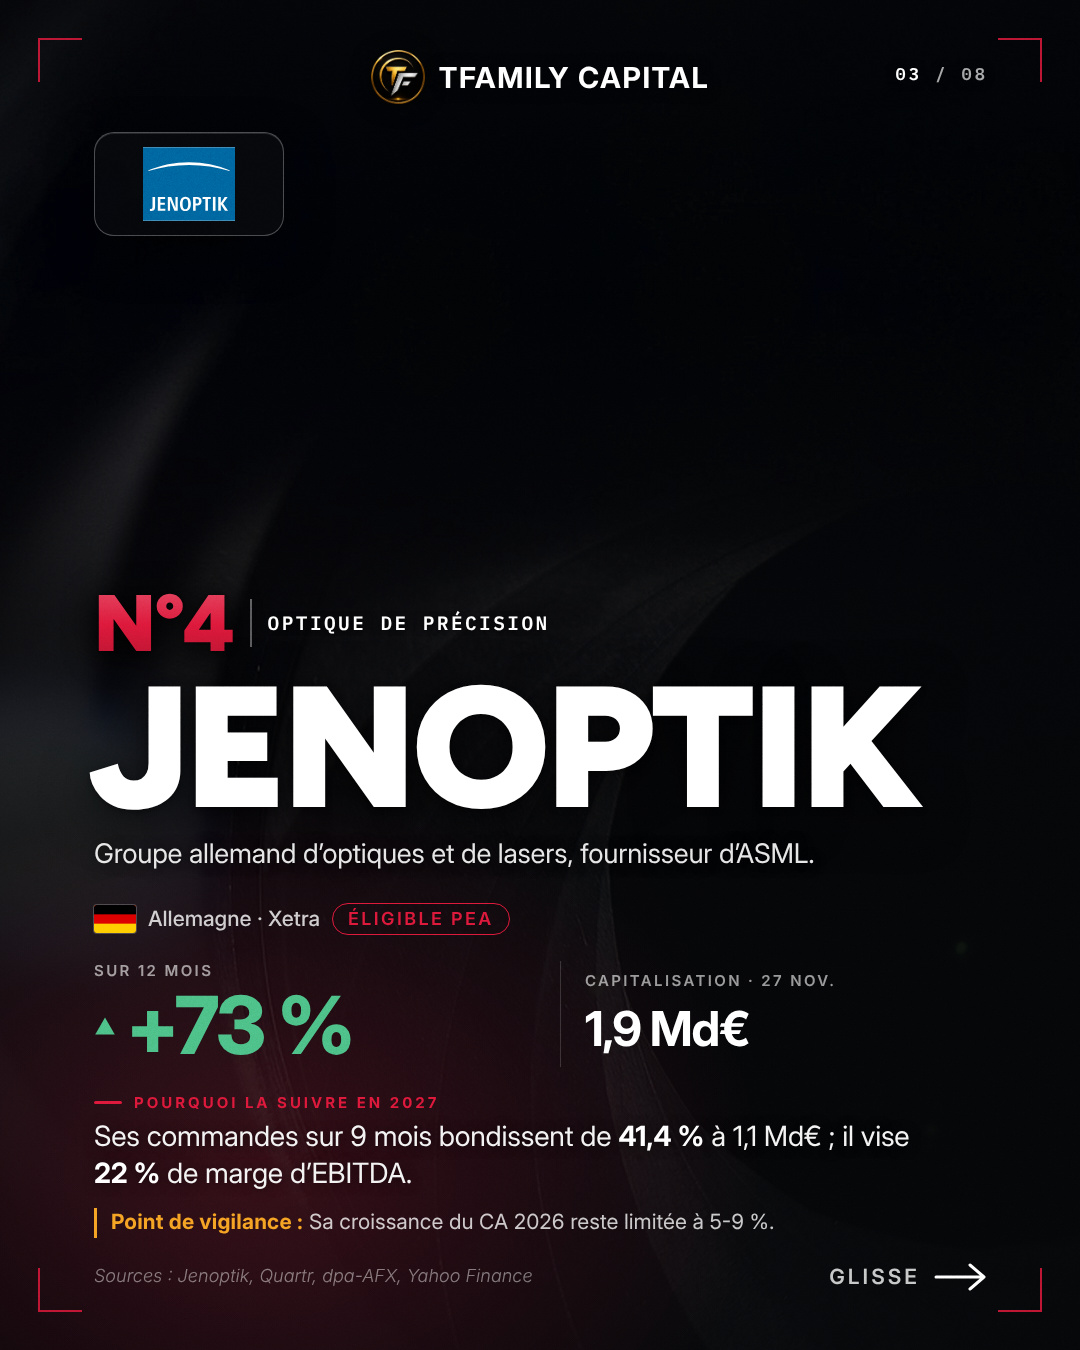 TFAMILY CAPITAL
03 / 08
JENOPTIK
N°4
OPTIQUE DE PRÉCISION
JENOPTIK
Groupe allemand d’optiques et de lasers, fournisseur d’ASML.
Allemagne · Xetra
ÉLIGIBLE PEA
SUR 12 MOIS
+73 %
CAPITALISATION · 27 NOV.
1,9 Md€
POURQUOI LA SUIVRE EN 2027
Ses commandes sur 9 mois bondissent de 41,4 % à 1,1 Md€ ; il vise
22 % de marge d’EBITDA.
Point de vigilance : Sa croissance du CA 2026 reste limitée à 5-9 %.
Sources : Jenoptik, Quartr, dpa-AFX, Yahoo Finance
GLISSE